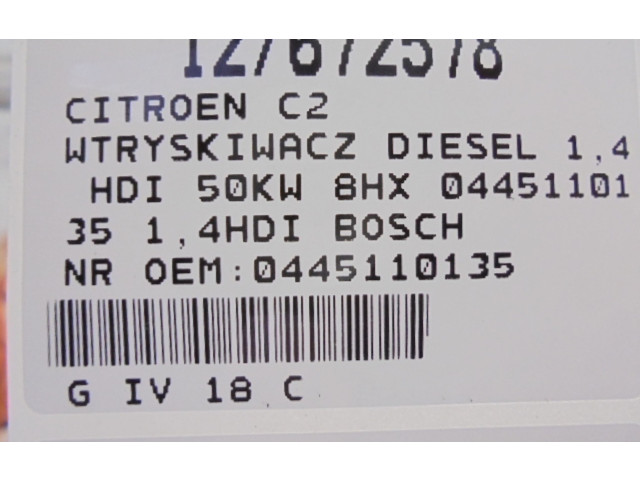 127672578
CITROEN C2
WTRYSKIWACZ DIESEL 1,4
HDI 50KW 8HX 04451101
35 1,4HDI BOSCH
NR OEM:0445110135
G IV 18 C